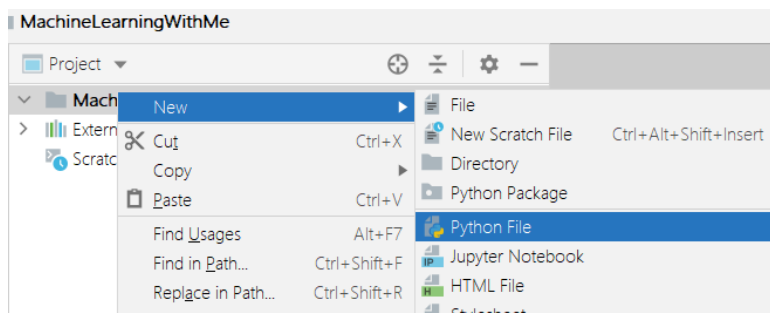 MachineLearningWithMe
Project
Mach
New
File
Extern
Cut Ctrl+X
New Scratch File Ctrl+Alt+Shift+Insert
Scratc
Copy
Directory
Paste Ctrl+V
Python Package
Find Usages Alt+F7
Python File
Find in Path... Ctrl+Shift+F
IP Jupyter Notebook
Replace in Path... Ctrl+Shift+R
H HTML File
Stylesheet